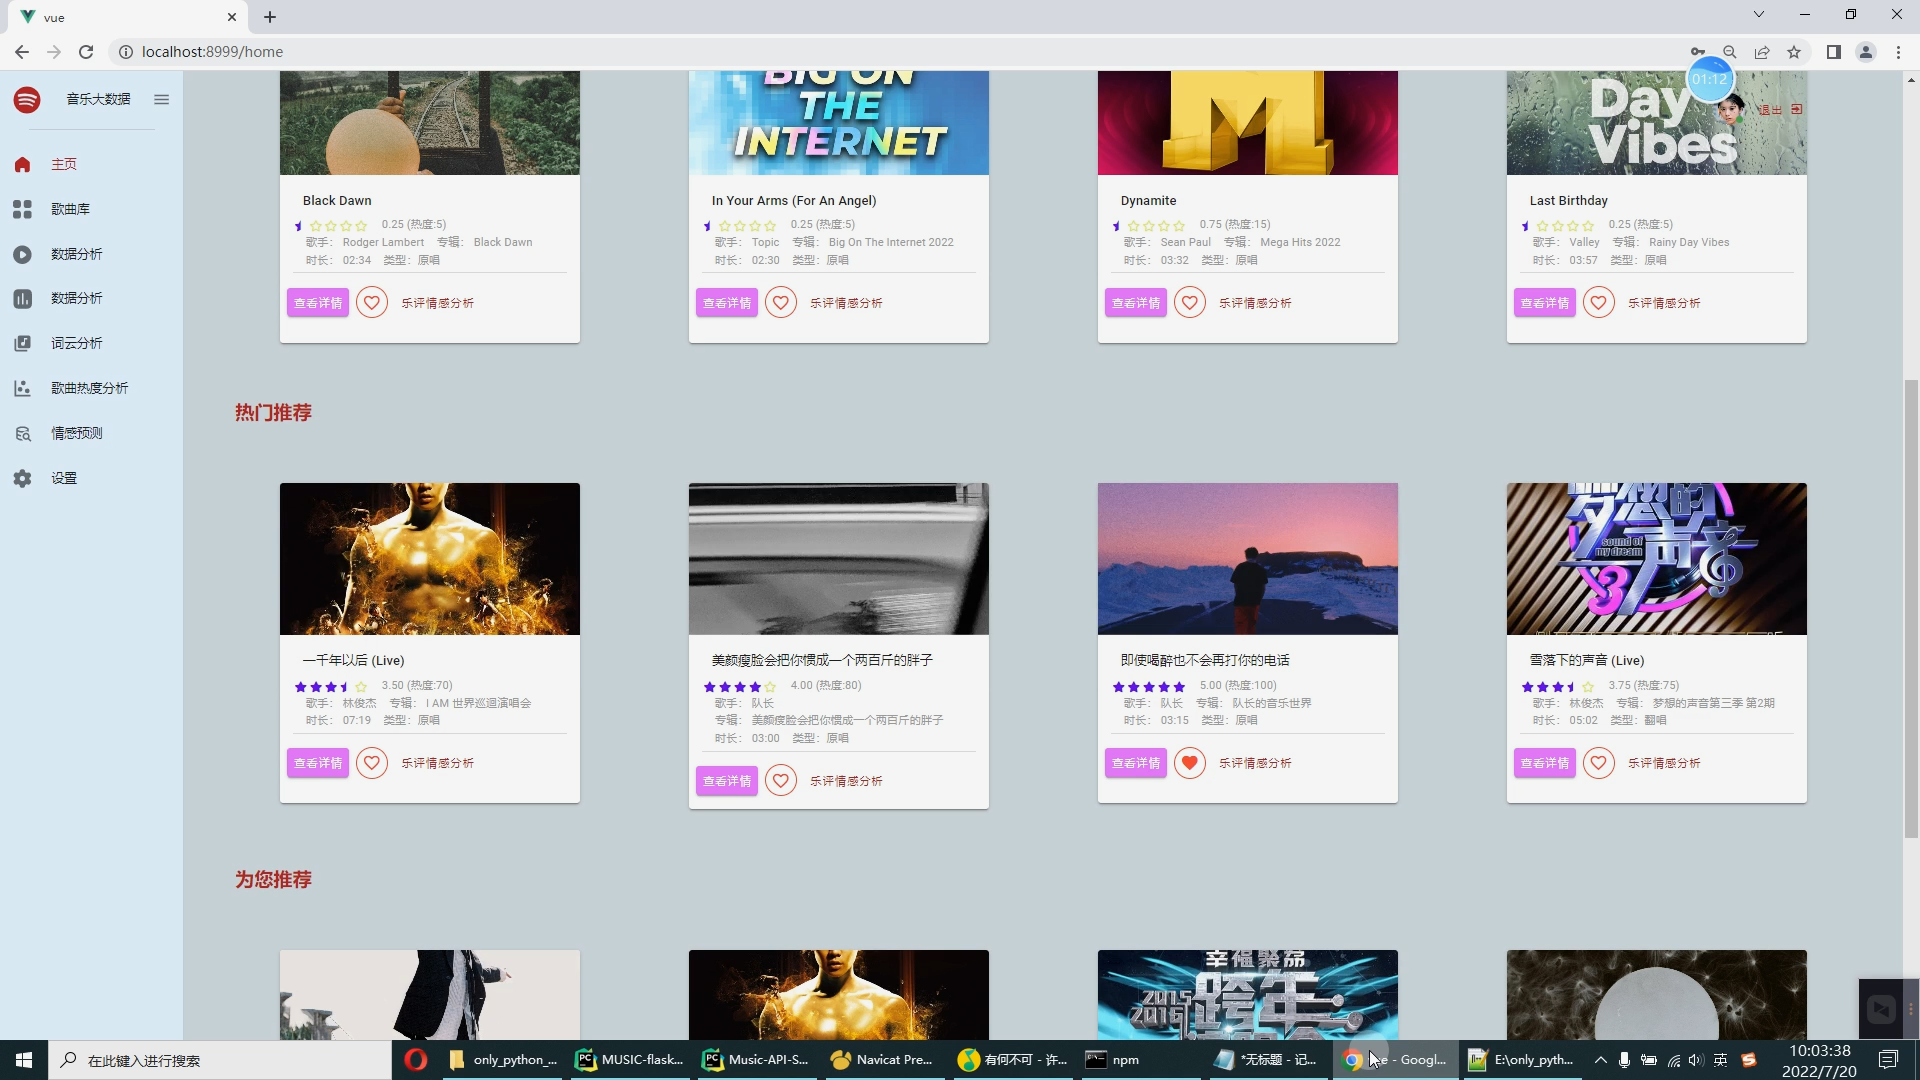 vue
localhost:8999/home
01:12
音乐大数据
主页
歌曲库
数据分析
数据分析
词云分析
歌曲热度分析
情感预测
设置
退出
BIG ON
THE
INTERNET
Day
Vibes
Black Dawn
0.25 (热度:5)
歌手： Rodger Lambert 专辑： Black Dawn
时长： 02:34 类型：原唱
查看详情 乐评情感分析
In Your Arms (For An Angel)
0.25 (热度:5)
歌手： Topic 专辑： Big On The Internet 2022
时长： 02:30 类型：原唱
查看详情 乐评情感分析
Dynamite
0.75 (热度:15)
歌手： Sean Paul 专辑： Mega Hits 2022
时长： 03:32 类型：原唱
查看详情 乐评情感分析
Last Birthday
0.25 (热度:5)
歌手： Valley 专辑： Rainy Day Vibes
时长： 03:57 类型：原唱
查看详情 乐评情感分析
热门推荐
一千年以后 (Live)
3.50 (热度:70)
歌手： 林俊杰 专辑： I AM 世界巡迴演唱会
时长： 07:19 类型：原唱
查看详情 乐评情感分析
美颜瘦脸会把你惯成一个两百斤的胖子
4.00 (热度:80)
歌手： 队长
专辑： 美颜瘦脸会把你惯成一个两百斤的胖子
时长： 03:00 类型：原唱
查看详情 乐评情感分析
即使喝醉也不会再打你的电话
5.00 (热度:100)
歌手： 队长 专辑： 队长的音乐世界
时长： 03:15 类型：原唱
查看详情 乐评情感分析
梦想的
sound of
my dream
声
3
雪落下的声音 (Live)
3.75 (热度:75)
歌手： 林俊杰 专辑： 梦想的声音第三季 第2期
时长： 05:02 类型：翻唱
查看详情 乐评情感分析
为您推荐
幸福聚荔
2015
2016
跨年
在此键入进行搜索
only_python_...
MUSIC-flask...
Music-API-S...
Navicat Pre...
有何不可 - 许...
npm
*无标题 - 记...
e - Googl...
E:\only_pyth...
英
10:03:38
2022/7/20